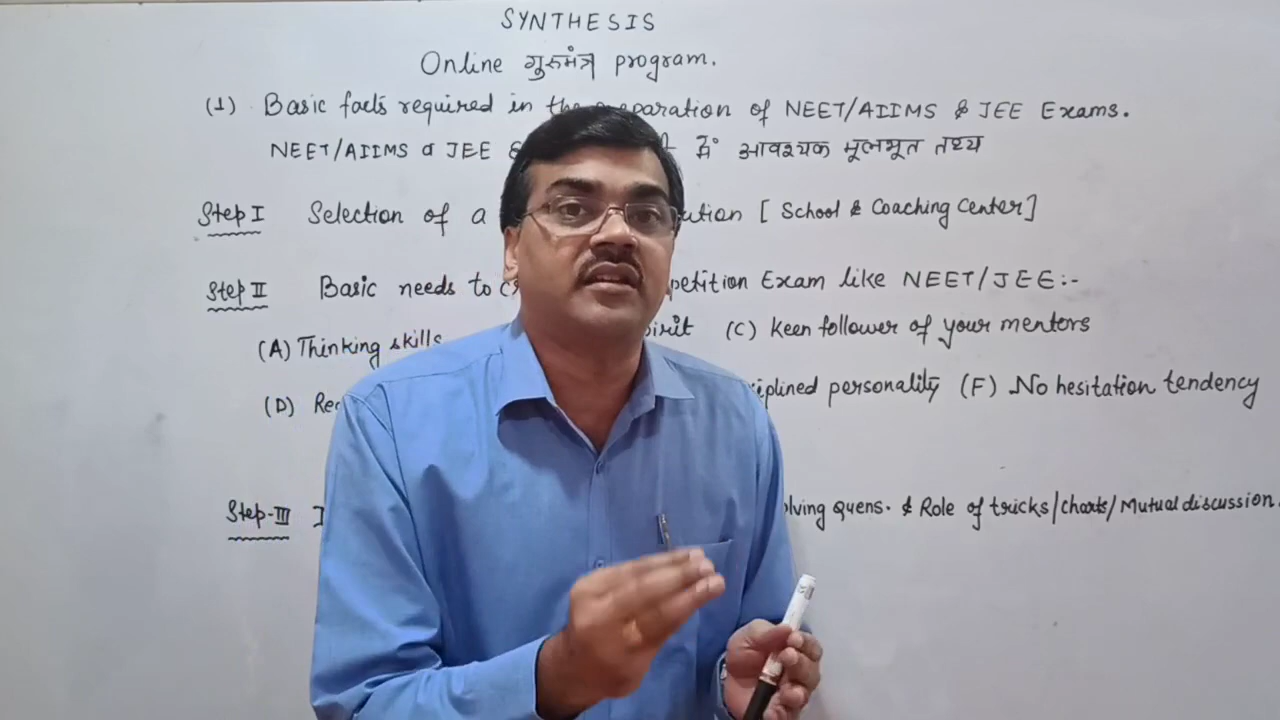 SYNTHESIS
Online गुरुमंत्र program.
(1) Basic facts required in the preparation of NEET/AIIMS & JEE Exams.
NEET/AIIMS व JEE में आवश्यक मूलभूत तथ्य
Step I Selection of a [School & Coaching Center]
Step II Basic needs to Exam like NEET/JEE:-
(A) Thinking skills (C) Keen follower of your mentors
(D) personality (F) No hesitation tendency
Step-III Quens. & Role of tricks/charts/Mutual discussion.